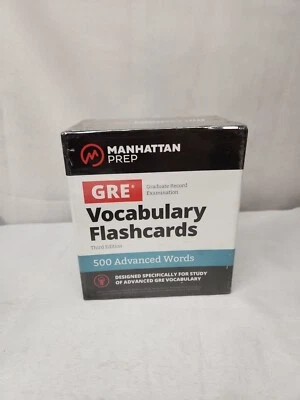 MANHATTAN
PREP
GRE®
Graduate Record
Examination
Vocabulary
Flashcards
Third Edition
500 Advanced Words
DESIGNED SPECIFICALLY FOR STUDY
OF ADVANCED GRE VOCABULARY